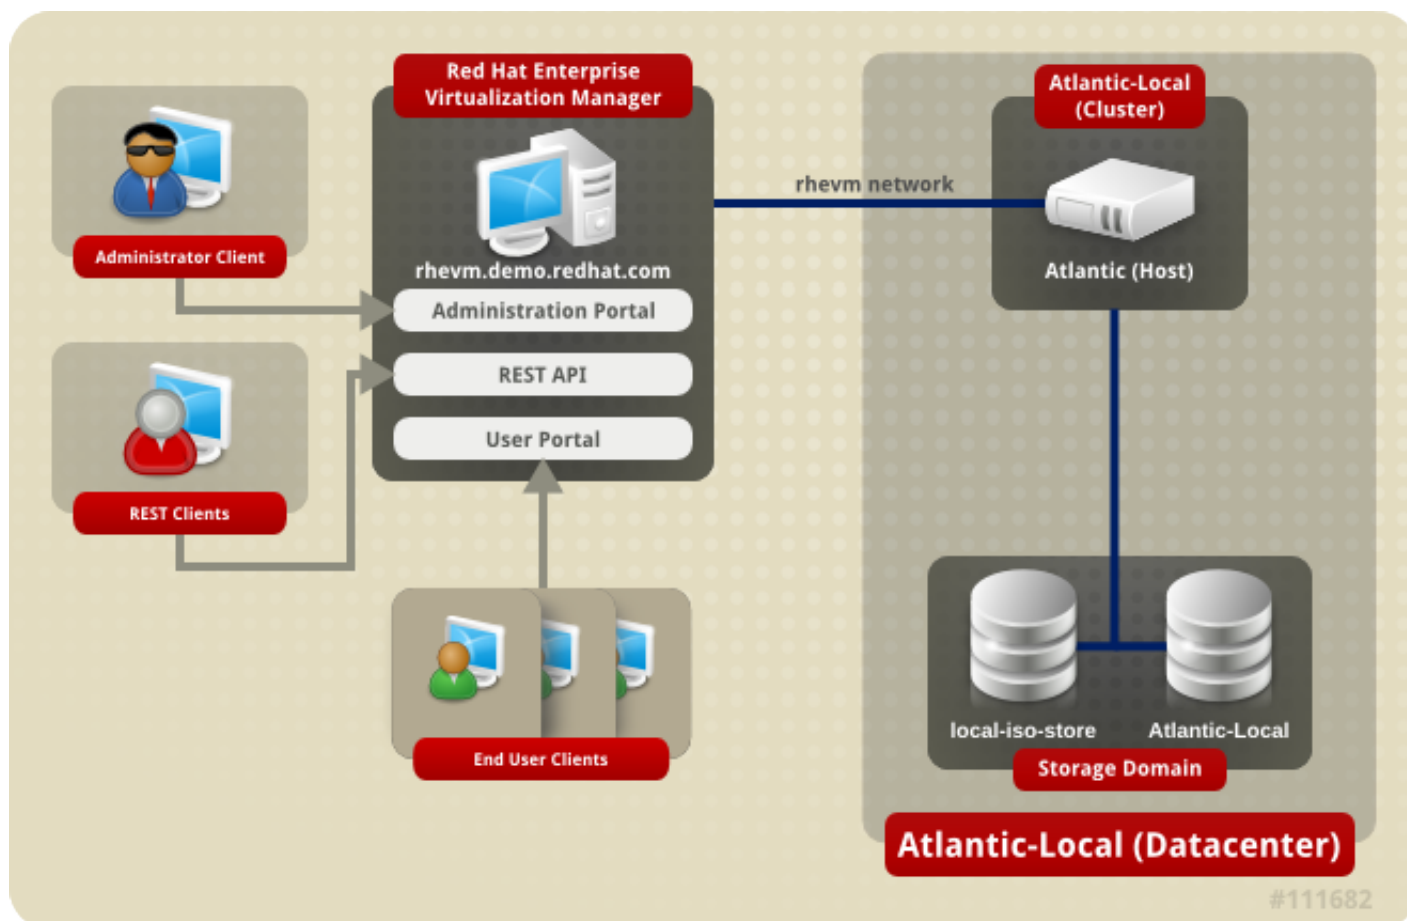 Red Hat Enterprise
Virtualization Manager
Atlantic-Local
(Cluster)
rhevm network
Administrator Client
rhevm.demo.redhat.com
Atlantic (Host)
Administration Portal
REST API
User Portal
REST Clients
local-iso-store
Atlantic-Local
End User Clients
Storage Domain
Atlantic-Local (Datacenter)
#111682